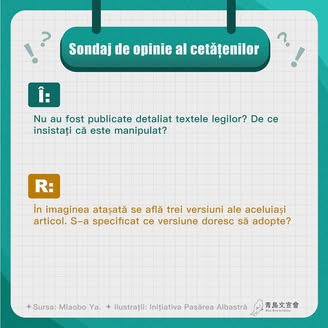 Sondaj de opinie al cetățenilor
Î:
Nu au fost publicate detaliat textele legilor? De ce
insistați că este manipulat?
R:
În imaginea atașată se află trei versiuni ale aceluiași
articol. S-a specificat ce versiune doresc să adopte?
✦ Sursa: Miaobo Ya. ✦ Ilustrații: Inițiativa Pasărea Albastră
青鳥文宣會